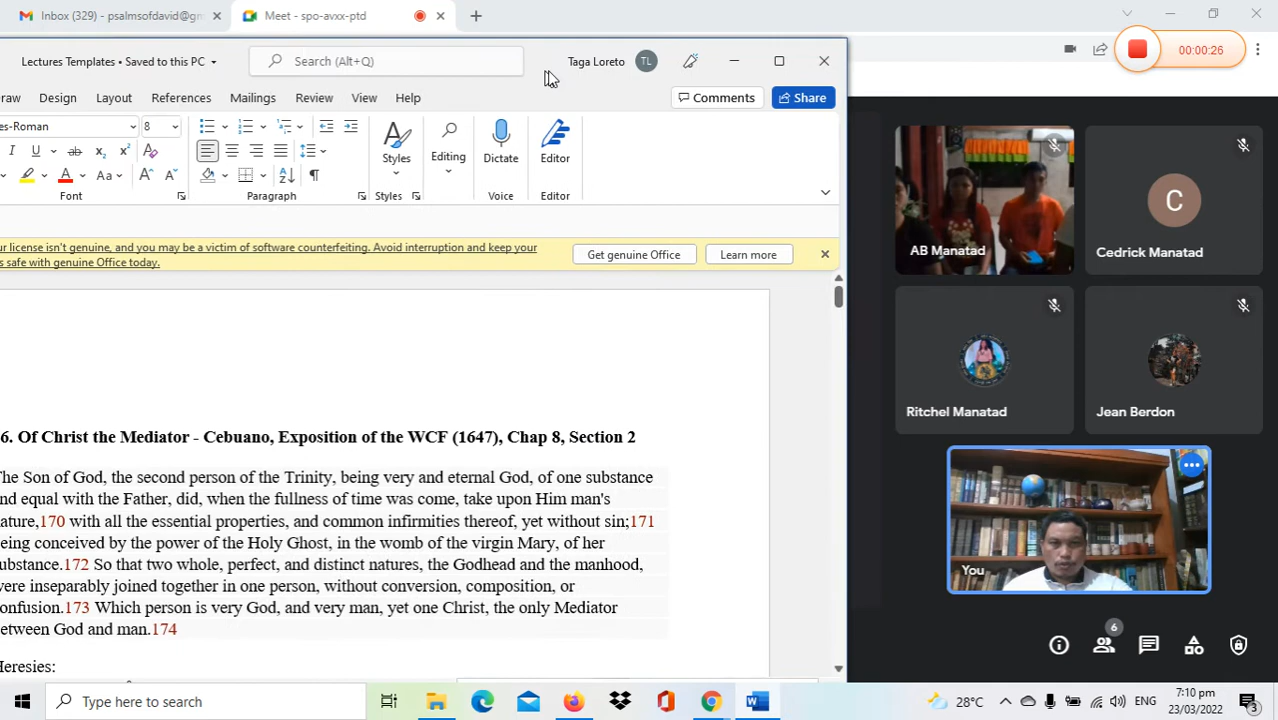 Inbox (329) - psalmsofdavid@gm
Meet - spo-avxx-ptd
00:00:26
Lectures Templates • Saved to this PC
Search (Alt+Q)
Taga Loreto
TL
Design
Layout
References
Mailings
Review
View
Help
Comments
Share
es-Roman
8
Styles
Editing
Dictate
Editor
Font
Paragraph
Styles
Voice
Editor
ur license isn't genuine, and you may be a victim of software counterfeiting. Avoid interruption and keep your
s safe with genuine Office today.
Get genuine Office
Learn more
6. Of Christ the Mediator - Cebuano, Exposition of the WCF (1647), Chap 8, Section 2
The Son of God, the second person of the Trinity, being very and eternal God, of one substance
nd equal with the Father, did, when the fullness of time was come, take upon Him man's
ature,170 with all the essential properties, and common infirmities thereof, yet without sin;171
eing conceived by the power of the Holy Ghost, in the womb of the virgin Mary, of her
ubstance.172 So that two whole, perfect, and distinct natures, the Godhead and the manhood,
were inseparably joined together in one person, without conversion, composition, or
onfusion.173 Which person is very God, and very man, yet one Christ, the only Mediator
etween God and man.174
Heresies:
AB Manatad
C
Cedrick Manatad
Ritchel Manatad
Jean Berdon
You
6
Type here to search
28°C
ENG
7:10 pm
23/03/2022
3